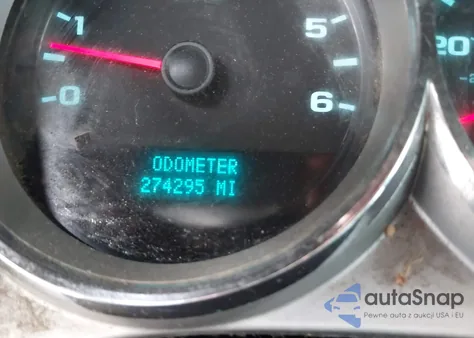 1
5
20
0
6
ODOMETER
274295 MI
autoSnap
Pewne auta z aukcji USA i EU